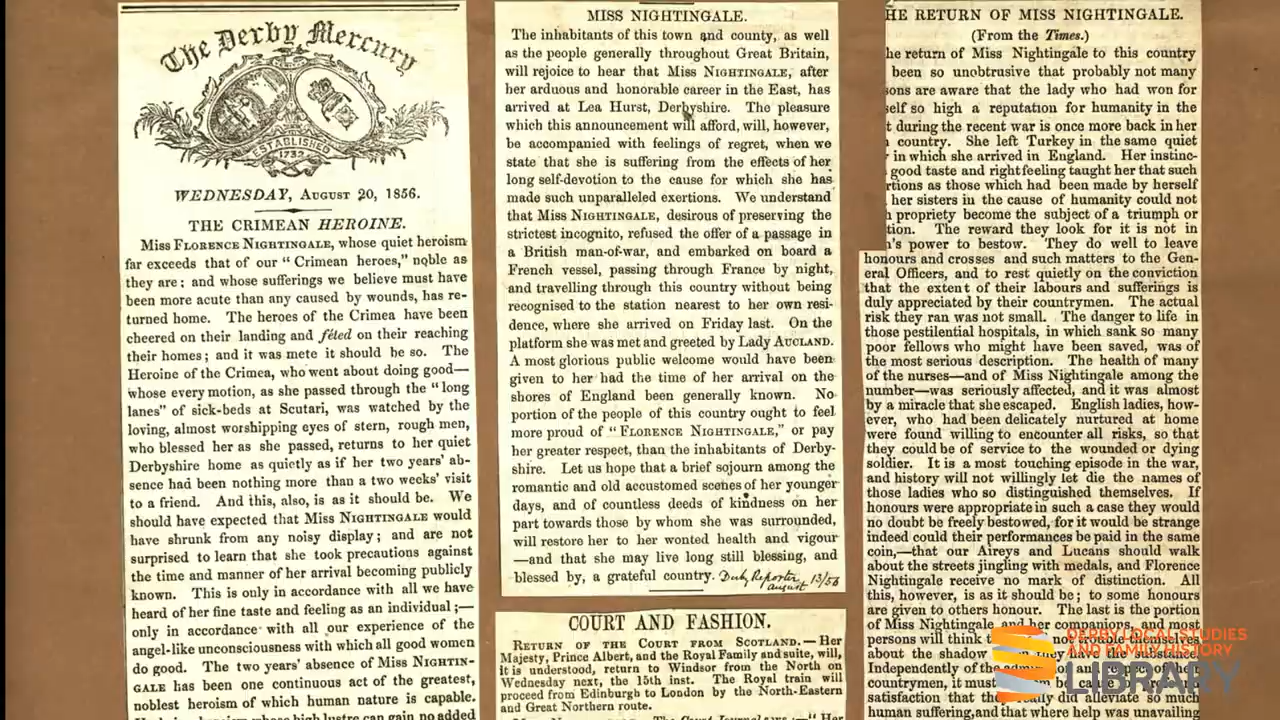 The Derby Mercury
ESTABLISHED
1732
WEDNESDAY, AUGUST 20, 1856.
THE CRIMEAN HEROINE.
Miss FLORENCE NIGHTINGALE, whose quiet heroism
far exceeds that of our “ Crimean heroes,” noble as
they are ; and whose sufferings we believe must have
been more acute than any caused by wounds, has re-
turned home. The heroes of the Crimea have been
cheered on their landing and fêted on their reaching
their homes ; and it was mete it should be so. The
Heroine of the Crimea, who went about doing good—
whose every motion, as she passed through the “ long
lanes” of sick-beds at Scutari, was watched by the
loving, almost worshipping eyes of stern, rough men,
who blessed her as she passed, returns to her quiet
Derbyshire home as quietly as if her two years’ ab-
sence had been nothing more than a two weeks’ visit
to a friend. And this, also, is as it should be. We
should have expected that Miss NIGHTINGALE would
have shrunk from any noisy display ; and are not
surprised to learn that she took precautions against
the time and manner of her arrival becoming publicly
known. This is only in accordance with all we have
heard of her fine taste and feeling as an individual ;—
only in accordance with all our experience of the
angel-like unconsciousness with which all good women
do good. The two years’ absence of Miss NIGHTIN-
GALE has been one continuous act of the greatest,
noblest heroism of which human nature is capable.
whose high lustre can gain no added
MISS NIGHTINGALE.
The inhabitants of this town and county, as well
as the people generally throughout Great Britain,
will rejoice to hear that Miss NIGHTINGALE, after
her arduous and honorable career in the East, has
arrived at Lea Hurst, Derbyshire. The pleasure
which this announcement will afford, will, however,
be accompanied with feelings of regret, when we
state that she is suffering from the effects of her
long self-devotion to the cause for which she has
made such unparalleled exertions. We understand
that Miss NIGHTINGALE, desirous of preserving the
strictest incognito, refused the offer of a passage in
a British man-of-war, and embarked on board a
French vessel, passing through France by night,
and travelling through this country without being
recognised to the station nearest to her own resi-
dence, where she arrived on Friday last. On the
platform she was met and greeted by Lady AUCLAND.
A most glorious public welcome would have been
given to her had the time of her arrival on the
shores of England been generally known. No
portion of the people of this country ought to feel
more proud of “ FLORENCE NIGHTINGALE,” or pay
her greater respect, than the inhabitants of Derby-
shire. Let us hope that a brief sojourn among the
romantic and old accustomed scenes of her younger
days, and of countless deeds of kindness on her
part towards those by whom she was surrounded,
will restore her to her wonted health and vigour
—and that she may live long still blessing, and
blessed by, a grateful country. Derby Reporter
August 13/56
COURT AND FASHION.
RETURN OF THE COURT FROM SCOTLAND.—Her
Majesty, Prince Albert, and the Royal Family and suite, will,
it is understood, return to Windsor from the North on
Wednesday next, the 15th inst. The Royal train will
proceed from Edinburgh to London by the North-Eastern
and Great Northern route.
The Court Journal says :—“ Her
HE RETURN OF MISS NIGHTINGALE.
(From the Times.)
he return of Miss Nightingale to this country
been so unobtrusive that probably not many
sons are aware that the lady who had won for
self so high a reputation for humanity in the
t during the recent war is once more back in her
country. She left Turkey in the same quiet
in which she arrived in England. Her instinc-
good taste and right feeling taught her that such
rtions as those which had been made by herself
her sisters in the cause of humanity could not
propriety become the subject of a triumph or
tion. The reward they look for it is not in
’s power to bestow. They do well to leave
honours and crosses and such matters to the Gen-
eral Officers, and to rest quietly on the conviction
that the extent of their labours and sufferings is
duly appreciated by their countrymen. The actual
risk they ran was not small. The danger to life in
those pestilential hospitals, in which sank so many
poor fellows who might have been saved, was of
the most serious description. The health of many
of the nurses—and of Miss Nightingale among the
number—was seriously affected, and it was almost
by a miracle that she escaped. English ladies, how-
ever, who had been delicately nurtured at home
were found willing to encounter all risks, so that
they could be of service to the wounded or dying
soldier. It is a most touching episode in the war,
and history will not willingly let die the names of
those ladies who so distinguished themselves. If
honours were appropriate in such a case they would
no doubt be freely bestowed, for it would be strange
indeed could their performances be paid in the same
coin,—that our Aireys and Lucans should walk
about the streets jingling with medals, and Florence
Nightingale receive no mark of distinction. All
this, however, is as it should be; to some honours
are given to others honour. The last is the portion
of Miss Nightingale and her companions, and most
persons will think not trouble themselves
about the shadow they have the substance.
Independently of the and respect of their
countrymen, it must be
satisfaction that the did alleviate so much
human suffering, and that where help was unavailing
DERBY LOCAL STUDIES
AND FAMILY HISTORY
LIBRARY